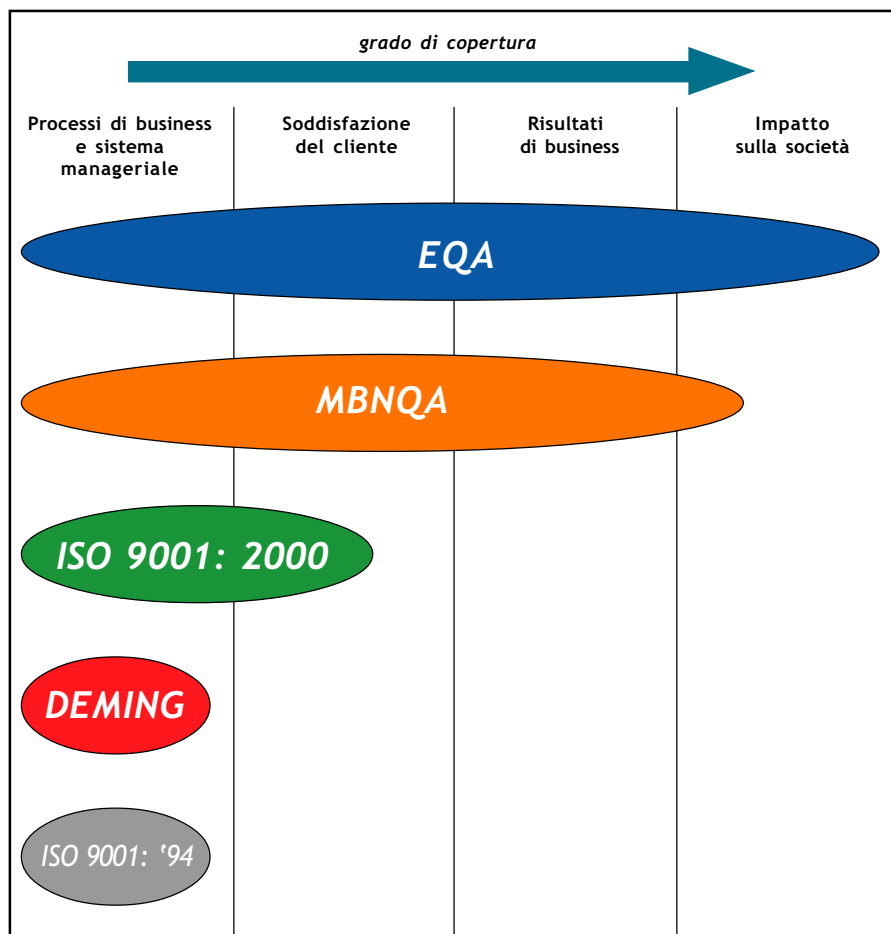 grado di copertura
Processi di business
e sistema
manageriale
Soddisfazione
del cliente
Risultati
di business
Impatto
sulla società
EQA
MBNQA
ISO 9001: 2000
DEMING
ISO 9001: ‘94